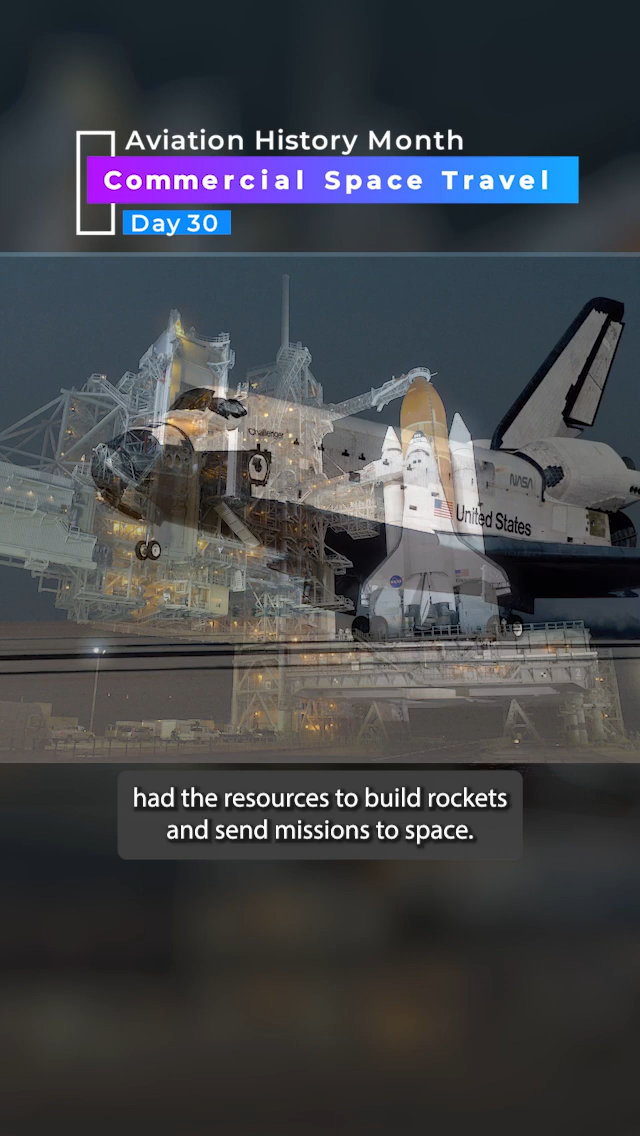 Aviation History Month
Commercial Space Travel
Day 30
Challenger
NASA
United States
had the resources to build rockets
and send missions to space.